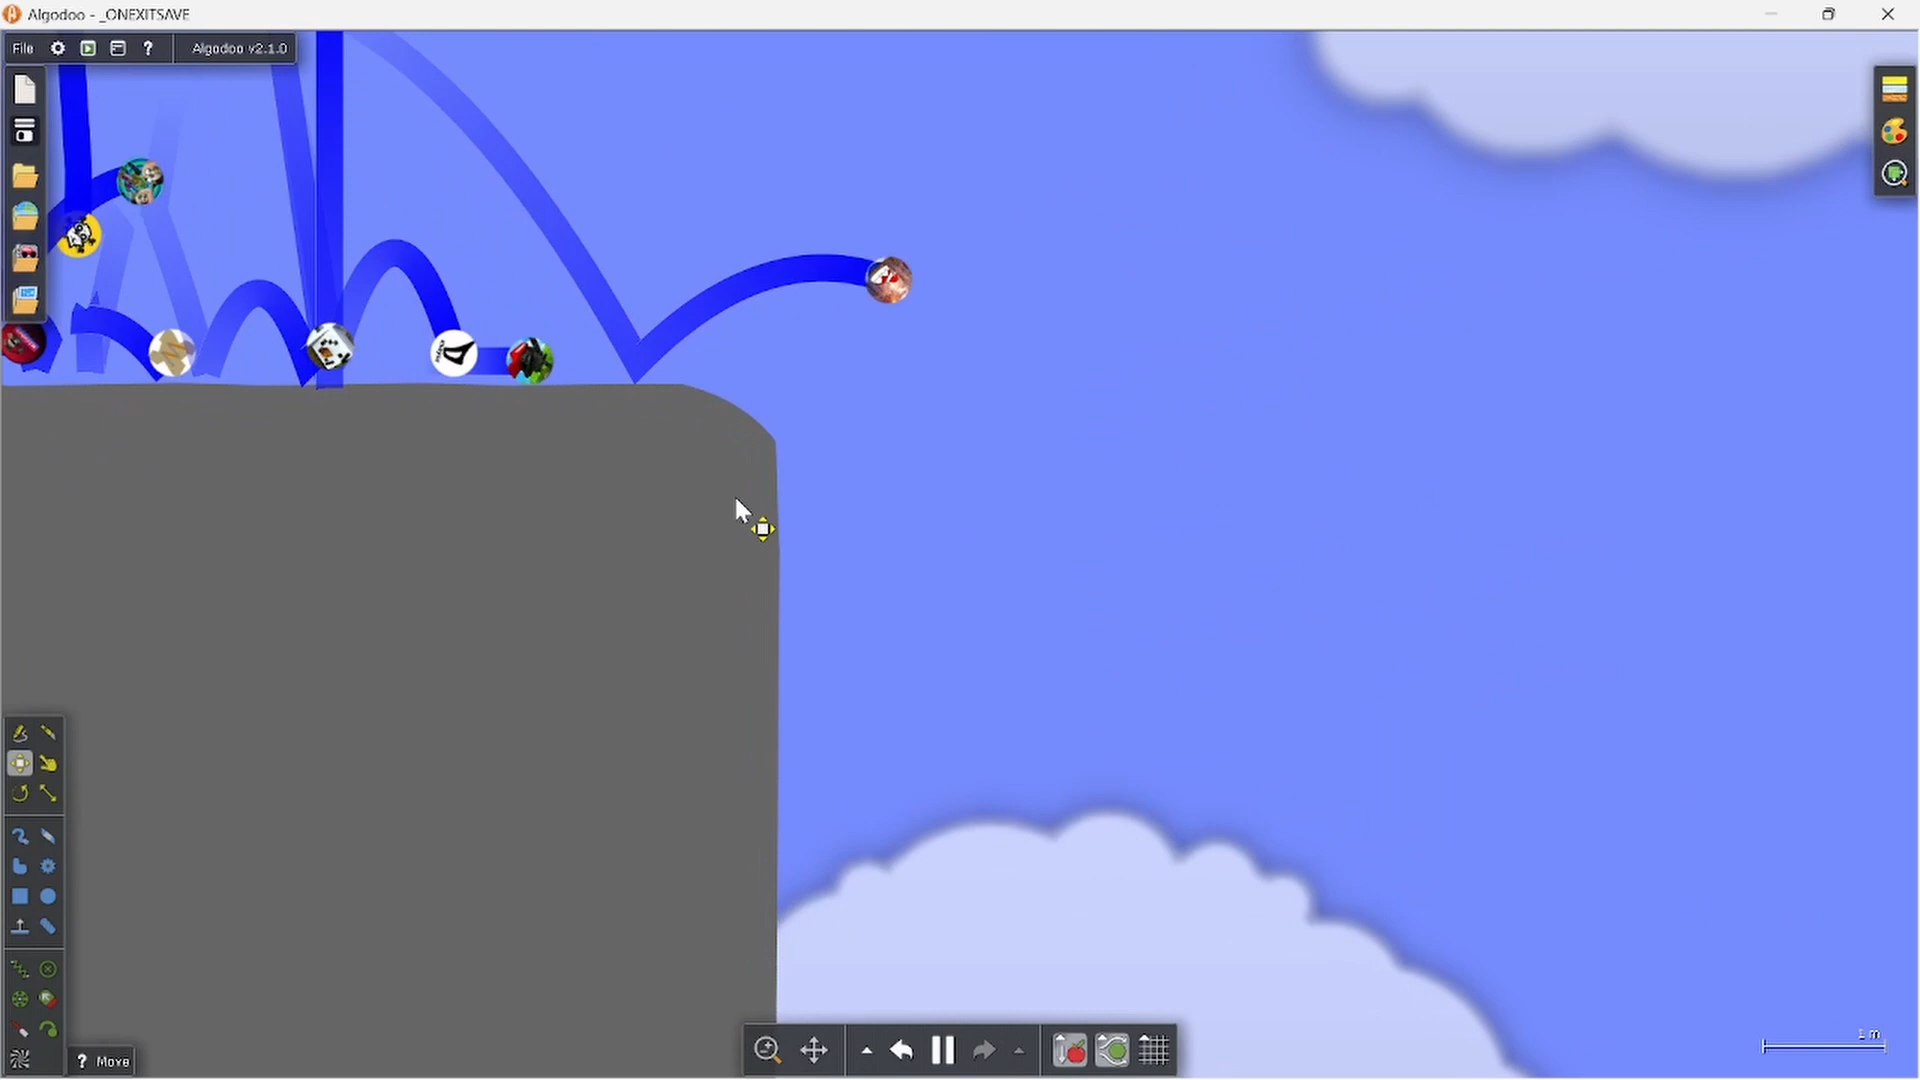 Algodoo - _ONEXITSAVE
File ? Algodoo v2.1.0
? Move
1 m